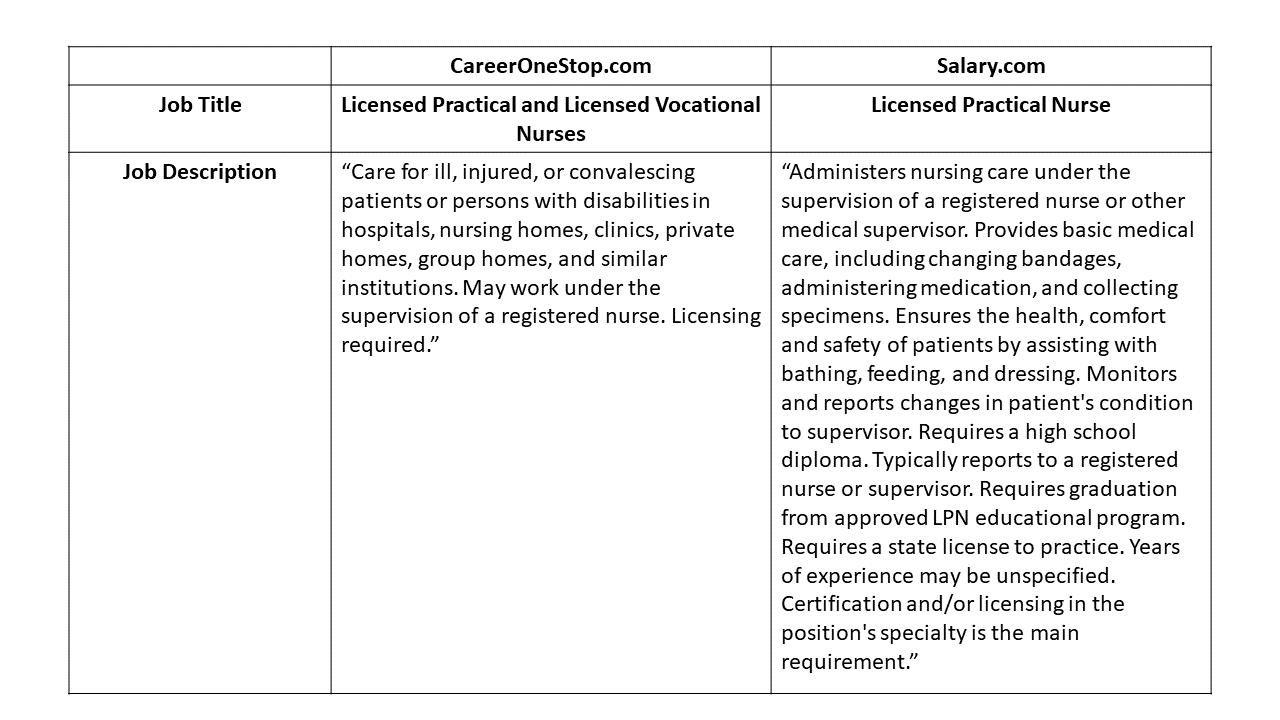 CareerOneStop.com
Salary.com
Job Title
Licensed Practical and Licensed Vocational
Nurses
Licensed Practical Nurse
Job Description
“Care for ill, injured, or convalescing
patients or persons with disabilities in
hospitals, nursing homes, clinics, private
homes, group homes, and similar
institutions. May work under the
supervision of a registered nurse. Licensing
required.”
“Administers nursing care under the
supervision of a registered nurse or other
medical supervisor. Provides basic medical
care, including changing bandages,
administering medication, and collecting
specimens. Ensures the health, comfort
and safety of patients by assisting with
bathing, feeding, and dressing. Monitors
and reports changes in patient's condition
to supervisor. Requires a high school
diploma. Typically reports to a registered
nurse or supervisor. Requires graduation
from approved LPN educational program.
Requires a state license to practice. Years
of experience may be unspecified.
Certification and/or licensing in the
position's specialty is the main
requirement.”